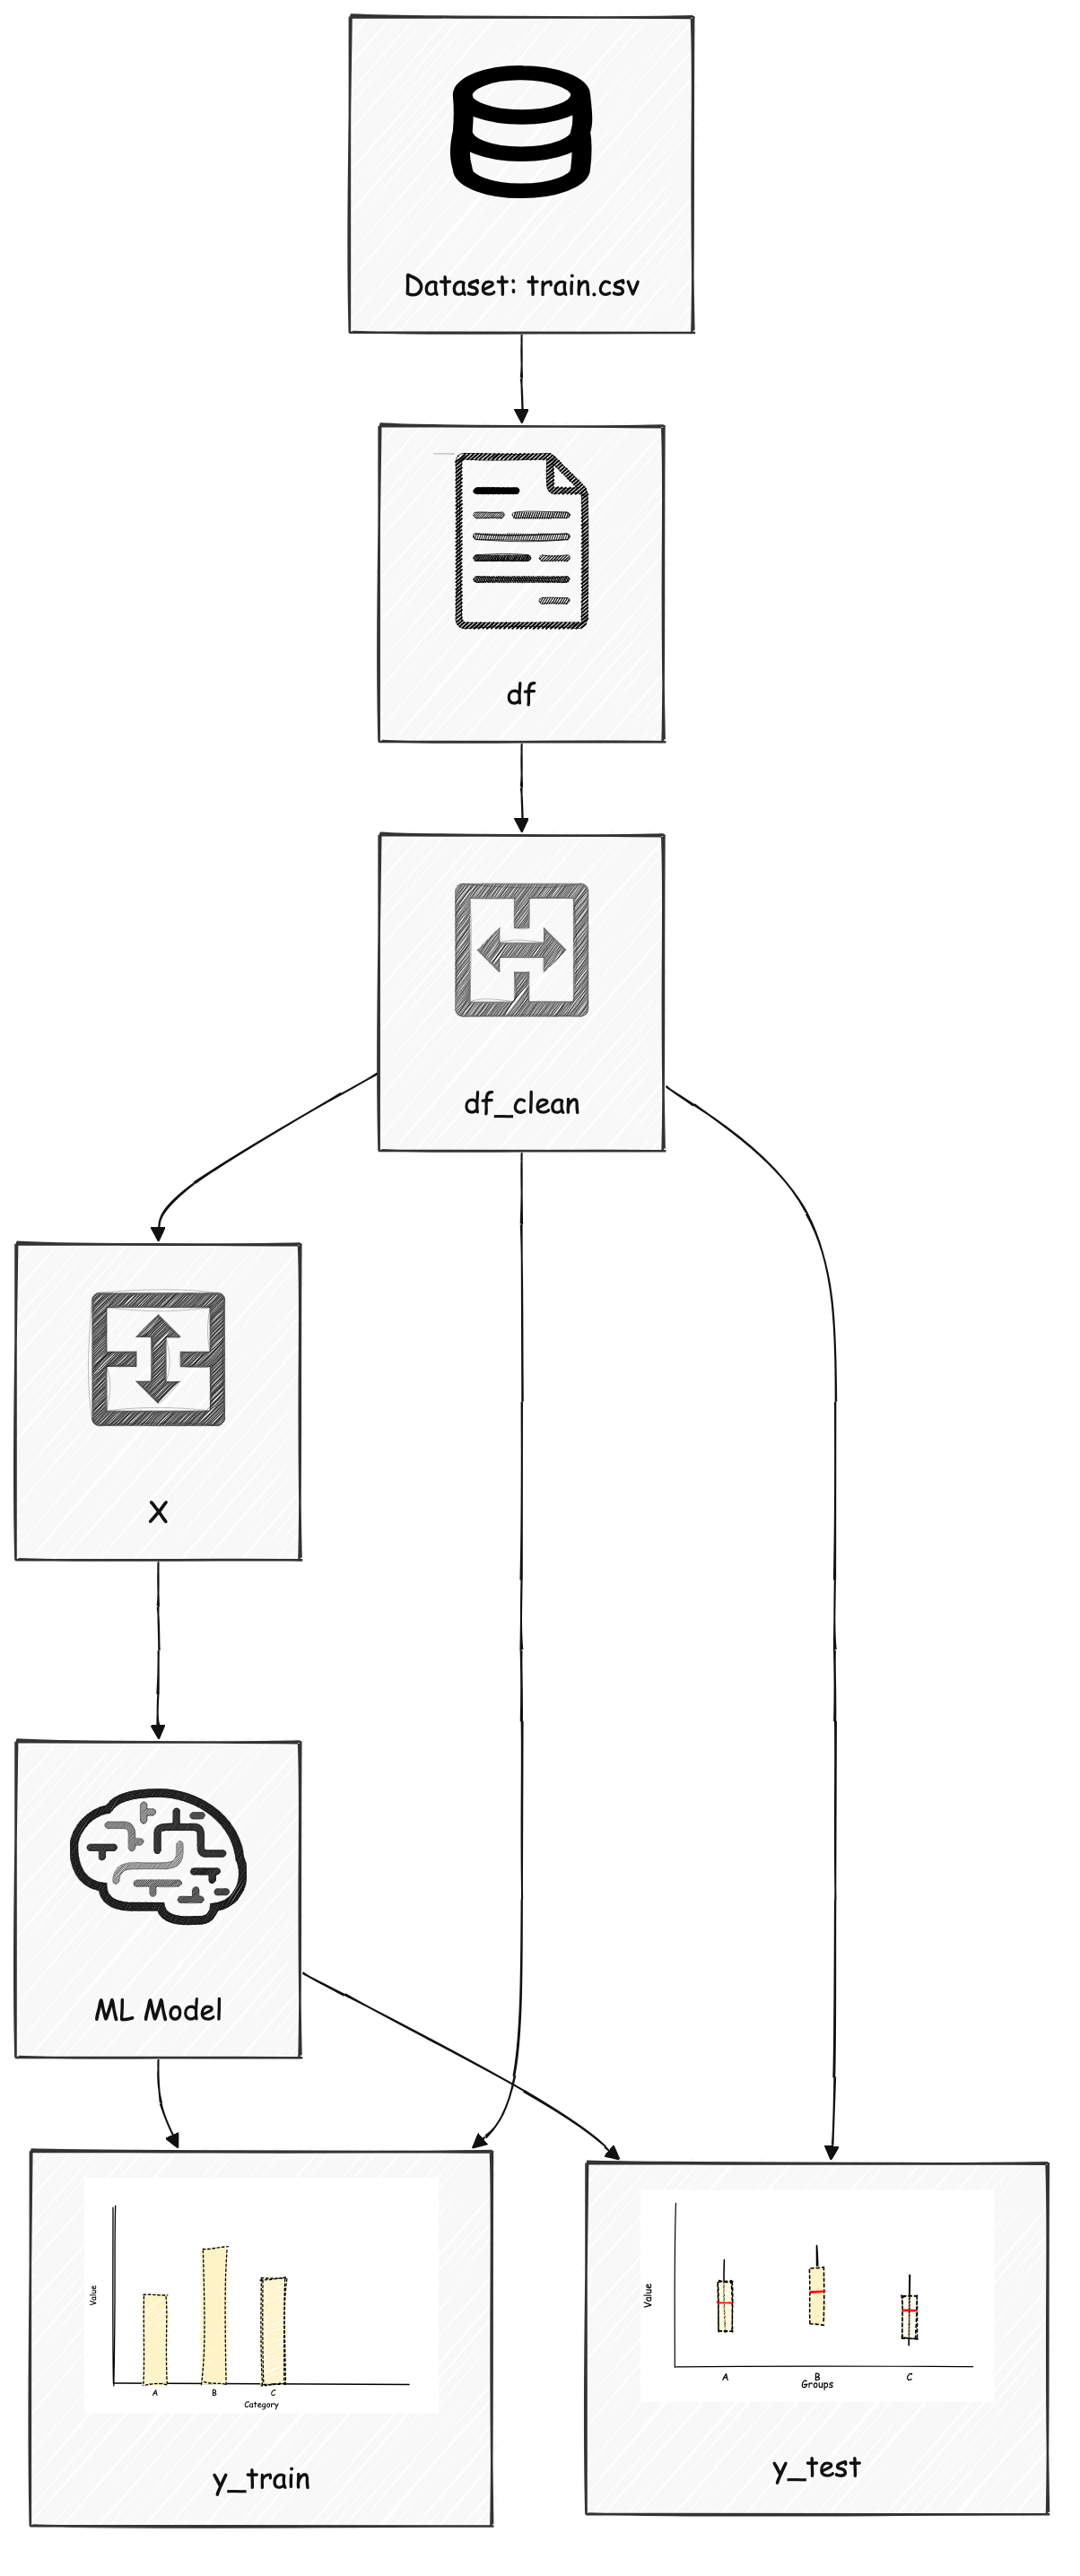 Dataset: train.csv
df
df_clean
X
ML Model
Value
A B C
Category
y_train
Value
A B C
Groups
y_test